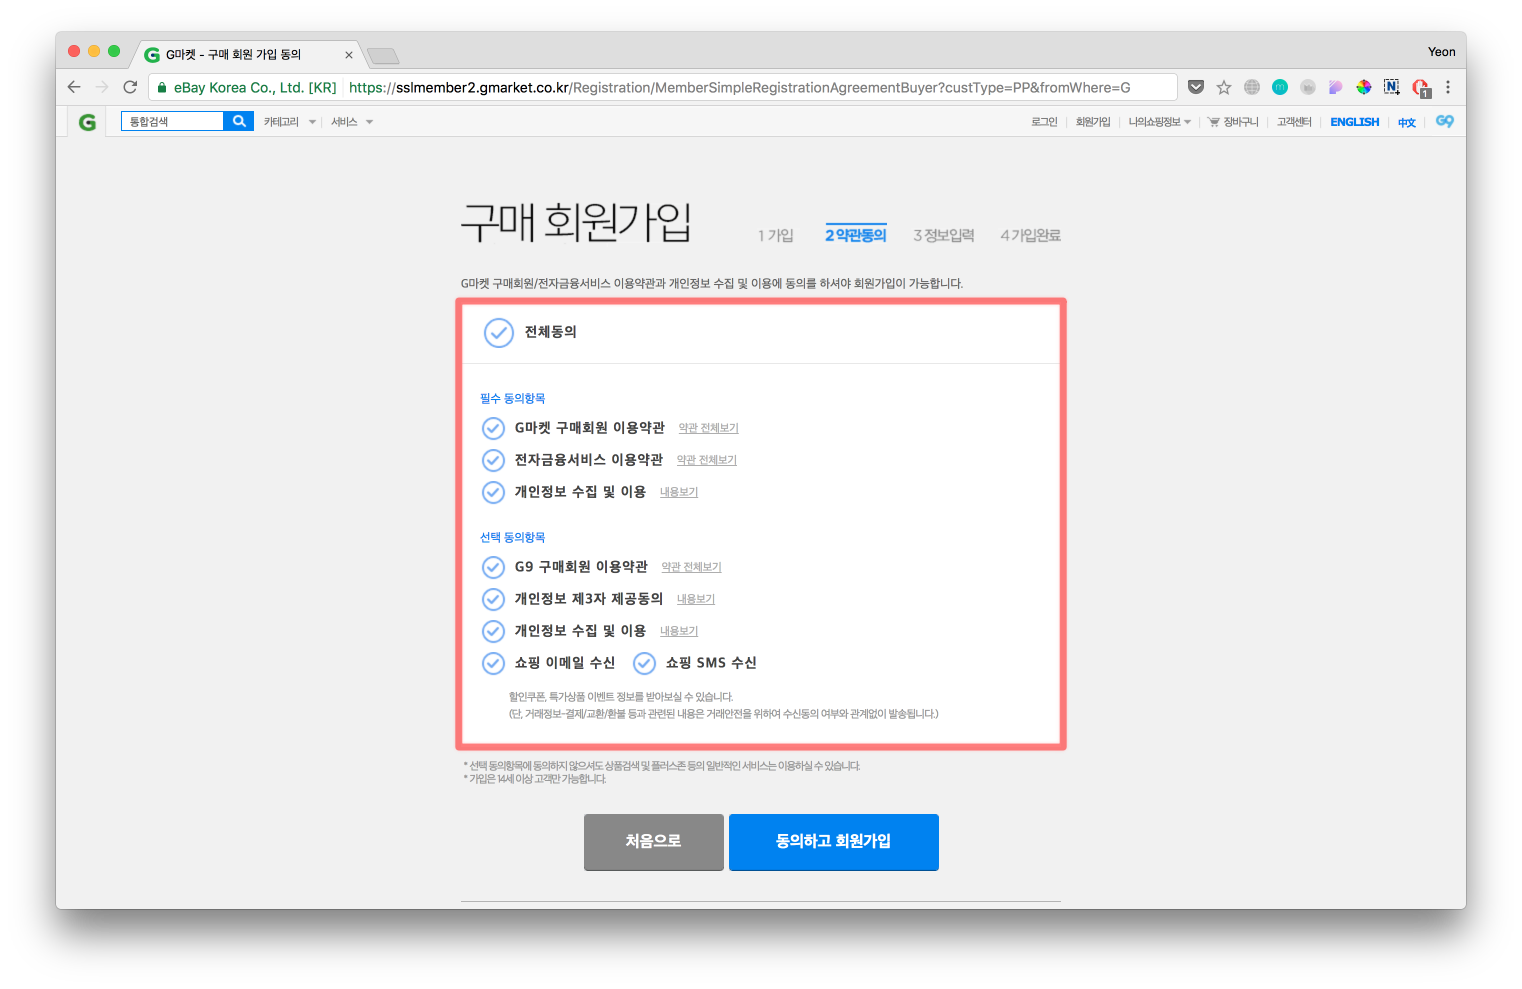 G마켓 - 구매 회원 가입 동의
Yeon
eBay Korea Co., Ltd. [KR] https://sslmember2.gmarket.co.kr/Registration/MemberSimpleRegistrationAgreementBuyer?custType=PP&fromWhere=G
통합검색 카테고리 서비스 로그인 회원가입 나의쇼핑정보 장바구니 고객센터 ENGLISH 中文 G9
구매 회원가입
1 가입 2 약관동의 3 정보입력 4 가입완료
G마켓 구매회원/전자금융서비스 이용약관과 개인정보 수집 및 이용에 동의를 하셔야 회원가입이 가능합니다.
전체동의
필수 동의항목
G마켓 구매회원 이용약관 약관 전체보기
전자금융서비스 이용약관 약관 전체보기
개인정보 수집 및 이용 내용보기
선택 동의항목
G9 구매회원 이용약관 약관 전체보기
개인정보 제3자 제공동의 내용보기
개인정보 수집 및 이용 내용보기
쇼핑 이메일 수신 쇼핑 SMS 수신
할인쿠폰, 특가상품 이벤트 정보를 받아보실 수 있습니다.
(단, 거래정보-결제/교환/환불 등과 관련된 내용은 거래안전을 위하여 수신동의 여부와 관계없이 발송됩니다.)
* 선택 동의항목에 동의하지 않으셔도 상품검색 및 플러스존 등의 일반적인 서비스는 이용하실 수 있습니다.
* 가입은 14세 이상 고객만 가능합니다.
처음으로 동의하고 회원가입